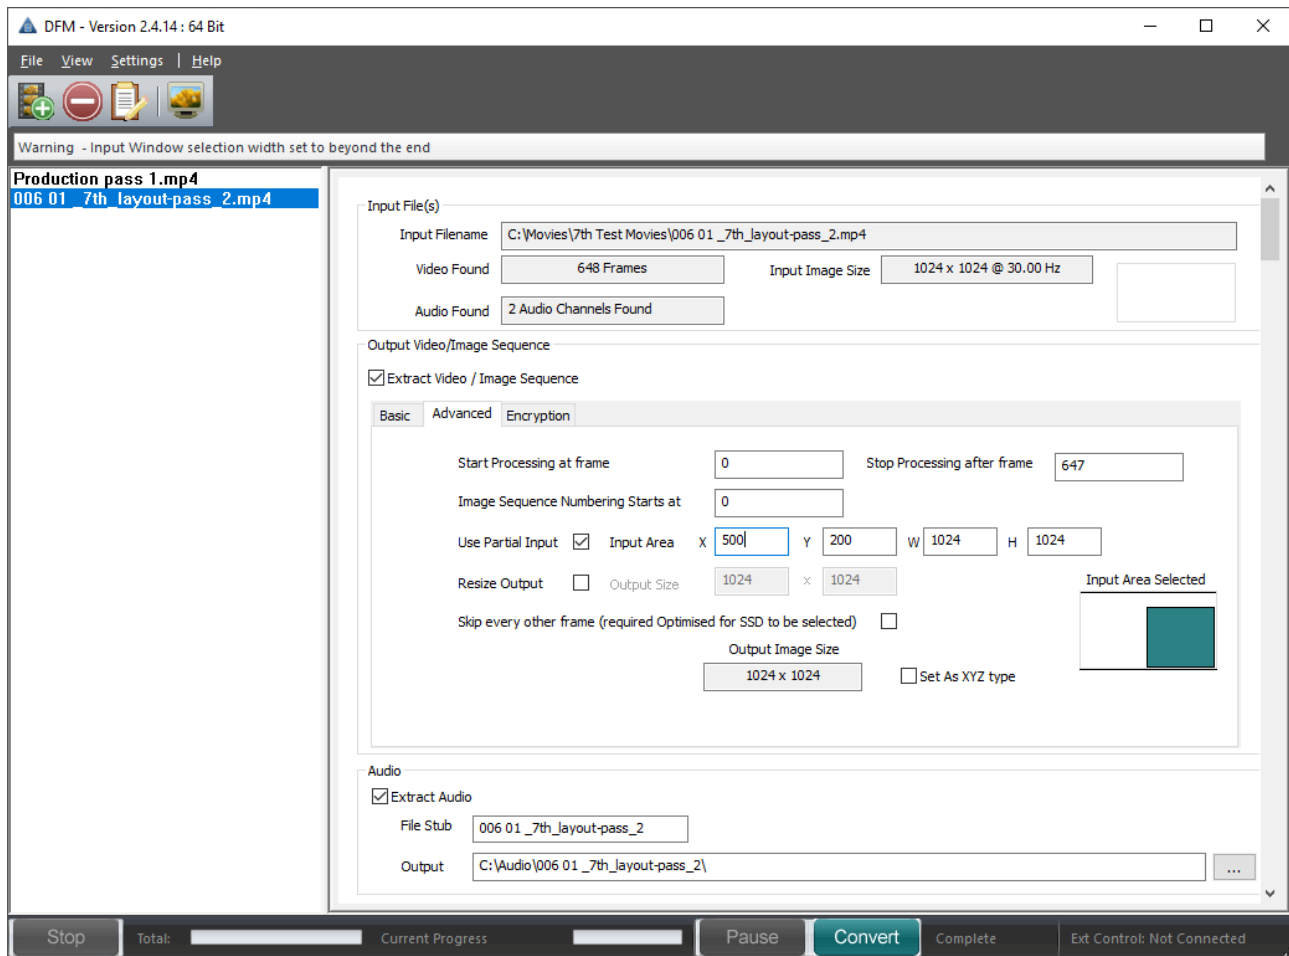 DFM - Version 2.4.14 : 64 Bit
File View Settings | Help
Warning - Input Window selection width set to beyond the end
Production pass 1.mp4
006 01 _7th_layout-pass_2.mp4
Input File(s)
Input Filename C:\Movies\7th Test Movies\006 01 _7th_layout-pass_2.mp4
Video Found 648 Frames Input Image Size 1024 x 1024 @ 30.00 Hz
Audio Found 2 Audio Channels Found
Output Video/Image Sequence
Extract Video / Image Sequence
Basic Advanced Encryption
Start Processing at frame 0 Stop Processing after frame 647
Image Sequence Numbering Starts at 0
Use Partial Input Input Area X 500 Y 200 W 1024 H 1024
Resize Output Output Size 1024 x 1024 Input Area Selected
Skip every other frame (required Optimised for SSD to be selected)
Output Image Size
1024 x 1024 Set As XYZ type
Audio
Extract Audio
File Stub 006 01 _7th_layout-pass_2
Output C:\Audio\006 01 _7th_layout-pass_2\ ...
Stop Total: Current Progress Pause Convert Complete Ext Control: Not Connected